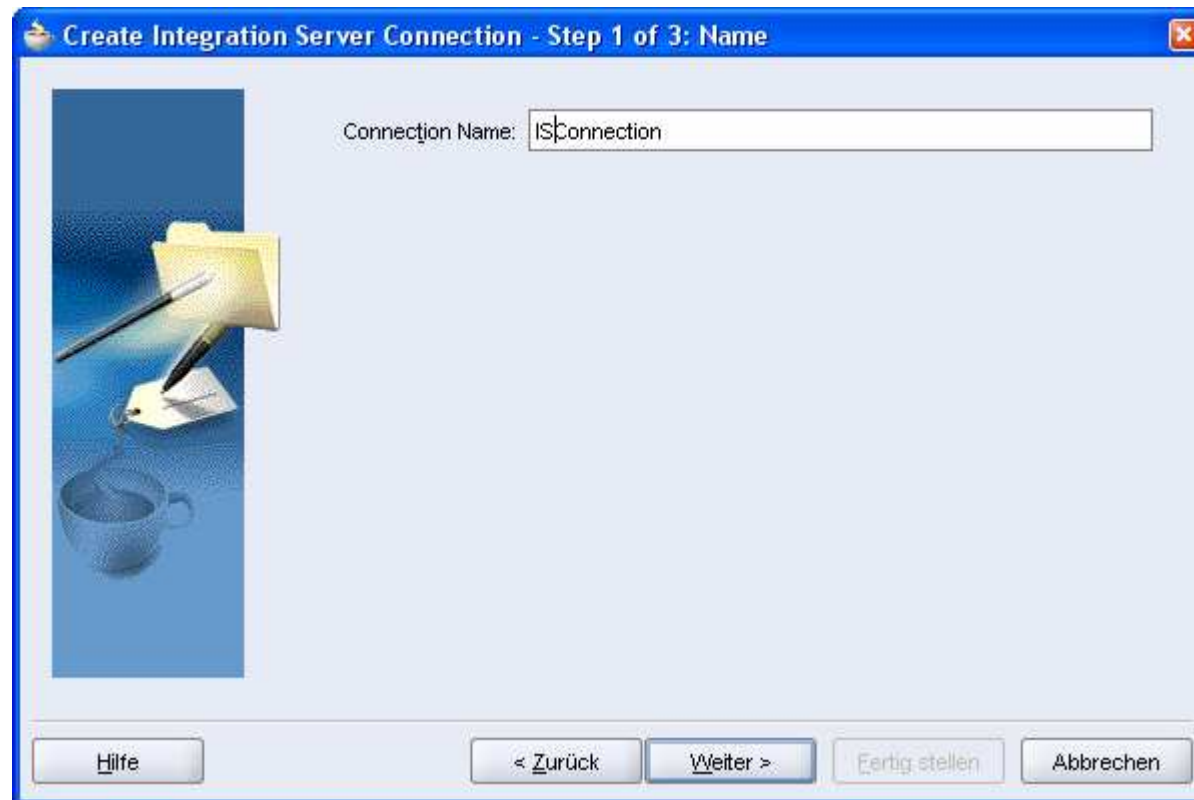 Create Integration Server Connection - Step 1 of 3: Name
Connection Name: ISConnection
Hilfe < Zurück Weiter > Fertig stellen Abbrechen